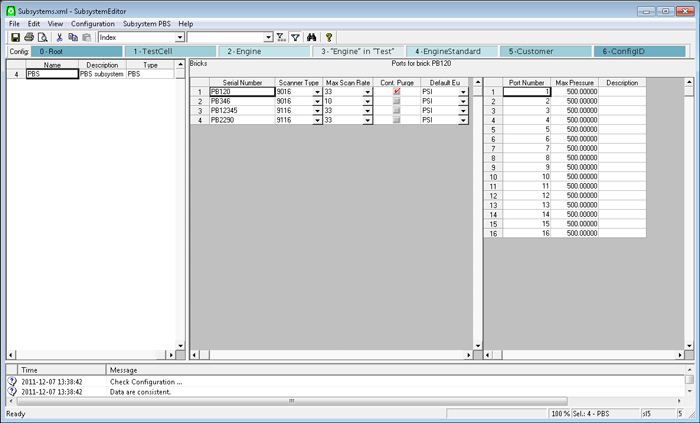 Subsystems.xml - SubsystemEditor
File Edit View Configuration Subsystem PBS Help
Index
Config: 0 - Root 1 - TestCell 2 - Engine 3 - "Engine" in "Test" 4 - EngineStandard 5 - Customer 6 - ConfigID
Name Description Type
4 PBS PBS subsystem PBS
Bricks Ports for brick PB120
Serial Number Scanner Type Max Scan Rate Cont. Purge Default Eu
1 PB120 9016 33 PSI
2 PB346 9016 10 PSI
3 PB12345 9116 33 PSI
4 PB2290 9116 33 PSI
Port Number Max Pressure Description
1 1 500.00000
2 2 500.00000
3 3 500.00000
4 4 500.00000
5 5 500.00000
6 6 500.00000
7 7 500.00000
8 8 500.00000
9 9 500.00000
10 10 500.00000
11 11 500.00000
12 12 500.00000
13 13 500.00000
14 14 500.00000
15 15 500.00000
16 16 500.00000
Time Message
2011-12-07 13:38:42 Check Configuration ...
2011-12-07 13:38:42 Data are consistent.
Ready 100 % Sel.: 4 - PBS sl5 5